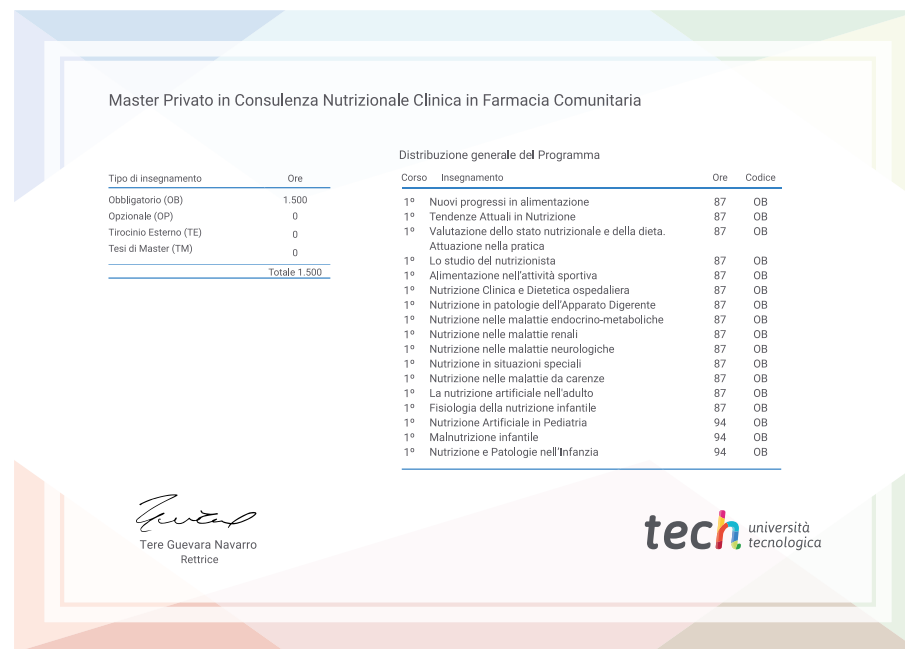 Master Privato in Consulenza Nutrizionale Clinica in Farmacia Comunitaria
Tipo di insegnamento Ore
Obbligatorio (OB) 1.500
Opzionale (OP) 0
Tirocinio Esterno (TE) 0
Tesi di Master (TM) 0
Totale 1.500
Distribuzione generale del Programma
Corso Insegnamento Ore Codice
1º Nuovi progressi in alimentazione 87 OB
1º Tendenze Attuali in Nutrizione 87 OB
1º Valutazione dello stato nutrizionale e della dieta. 87 OB
Attuazione nella pratica
1º Lo studio del nutrizionista 87 OB
1º Alimentazione nell'attività sportiva 87 OB
1º Nutrizione Clinica e Dietetica ospedaliera 87 OB
1º Nutrizione in patologie dell'Apparato Digerente 87 OB
1º Nutrizione nelle malattie endocrino-metaboliche 87 OB
1º Nutrizione nelle malattie renali 87 OB
1º Nutrizione nelle malattie neurologiche 87 OB
1º Nutrizione in situazioni speciali 87 OB
1º Nutrizione nelle malattie da carenze 87 OB
1º La nutrizione artificiale nell'adulto 87 OB
1º Fisiologia della nutrizione infantile 87 OB
1º Nutrizione Artificiale in Pediatria 94 OB
1º Malnutrizione infantile 94 OB
1º Nutrizione e Patologie nell'Infanzia 94 OB
Tere Guevara Navarro
Rettrice
tech università
tecnologica